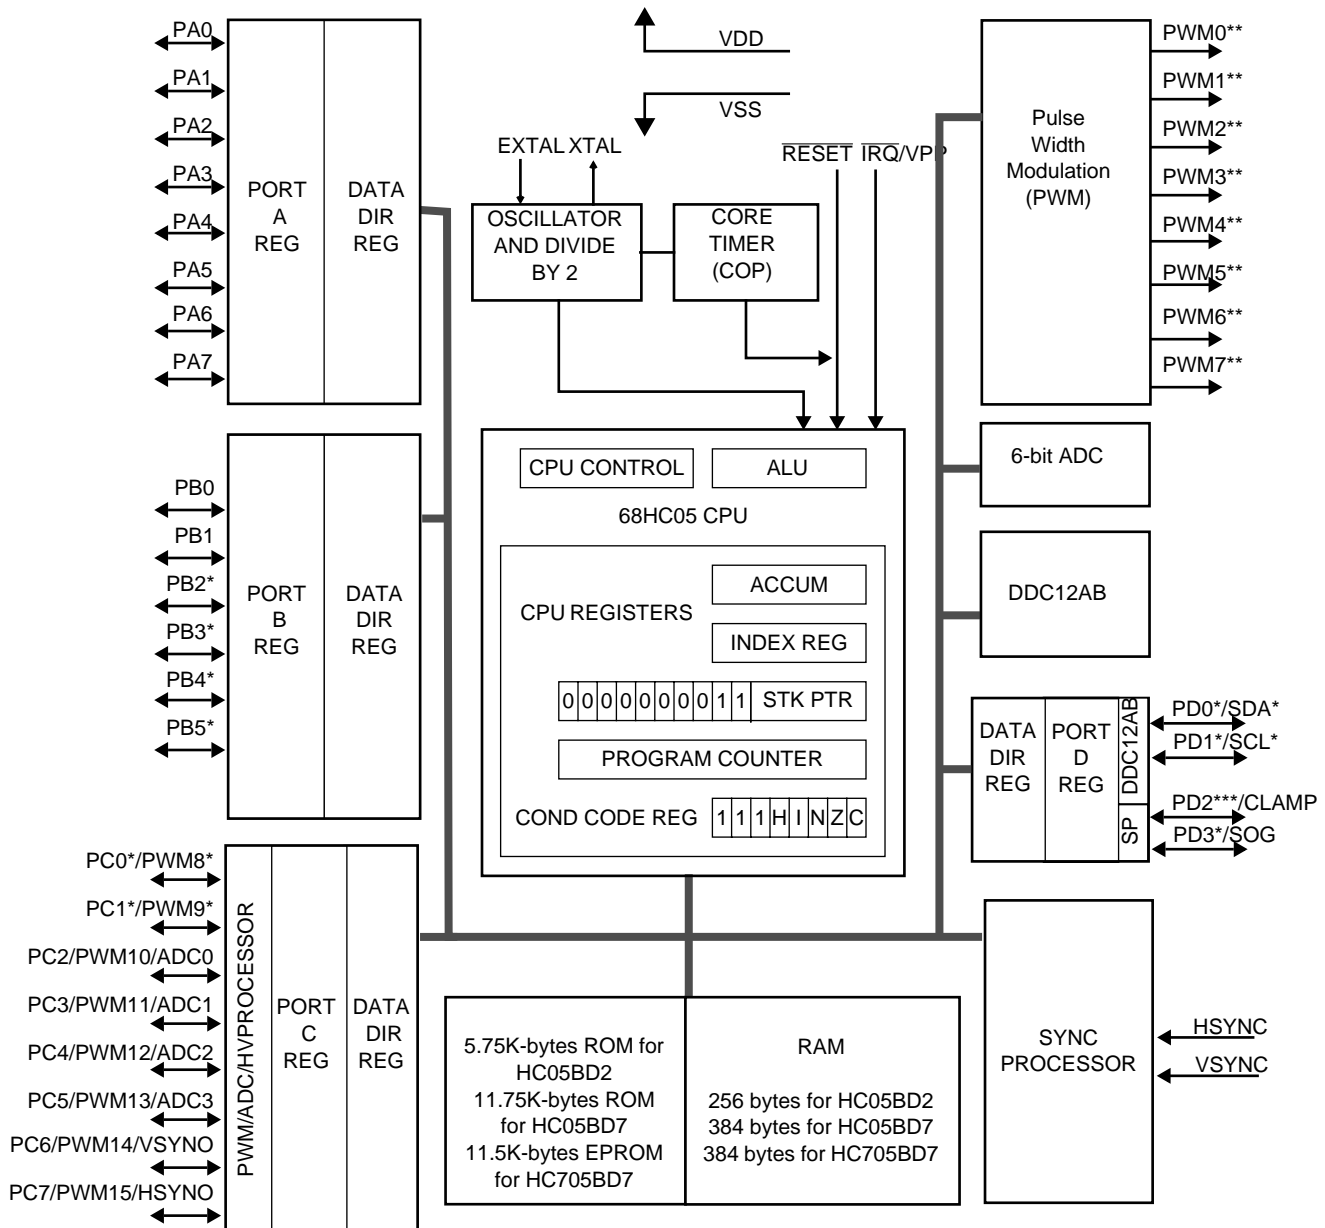 PA0
PA1
PA2
PA3
PA4
PA5
PA6
PA7
PORT
A
REG
DATA
DIR
REG
VDD
VSS
EXTAL XTAL
RESET IRQ/VPP
OSCILLATOR
AND DIVIDE
BY 2
CORE
TIMER
(COP)
Pulse
Width
Modulation
(PWM)
PWM0**
PWM1**
PWM2**
PWM3**
PWM4**
PWM5**
PWM6**
PWM7**
PB0
PB1
PB2*
PB3*
PB4*
PB5*
PORT
B
REG
DATA
DIR
REG
CPU CONTROL
ALU
68HC05 CPU
CPU REGISTERS
ACCUM
INDEX REG
0 0 0 0 0 0 0 0 1 1 STK PTR
PROGRAM COUNTER
COND CODE REG 1 1 1 H I N Z C
6-bit ADC
DDC12AB
DATA
DIR
REG
PORT
D
REG
DDC12AB
SP
PD0*/SDA*
PD1*/SCL*
PD2***/CLAMP
PD3*/SOG
PC0*/PWM8*
PC1*/PWM9*
PC2/PWM10/ADC0
PC3/PWM11/ADC1
PC4/PWM12/ADC2
PC5/PWM13/ADC3
PC6/PWM14/VSYNO
PC7/PWM15/HSYNO
PWM/ADC/HVPROCESSOR
PORT
C
REG
DATA
DIR
REG
5.75K-bytes ROM for
HC05BD2
11.75K-bytes ROM
for HC05BD7
11.5K-bytes EPROM
for HC705BD7
RAM
256 bytes for HC05BD2
384 bytes for HC05BD7
384 bytes for HC705BD7
SYNC
PROCESSOR
HSYNC
VSYNC